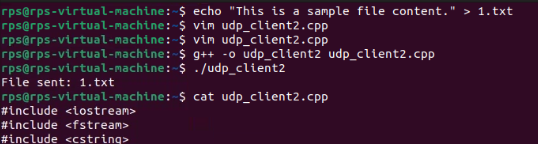 rps@rps-virtual-machine:~$ echo "This is a sample file content." > 1.txt
rps@rps-virtual-machine:~$ vim udp_client2.cpp
rps@rps-virtual-machine:~$ vim udp_client2.cpp
rps@rps-virtual-machine:~$ g++ -o udp_client2 udp_client2.cpp
rps@rps-virtual-machine:~$ ./udp_client2
File sent: 1.txt
rps@rps-virtual-machine:~$ cat udp_client2.cpp
#include <iostream>
#include <fstream>
#include <cstring>